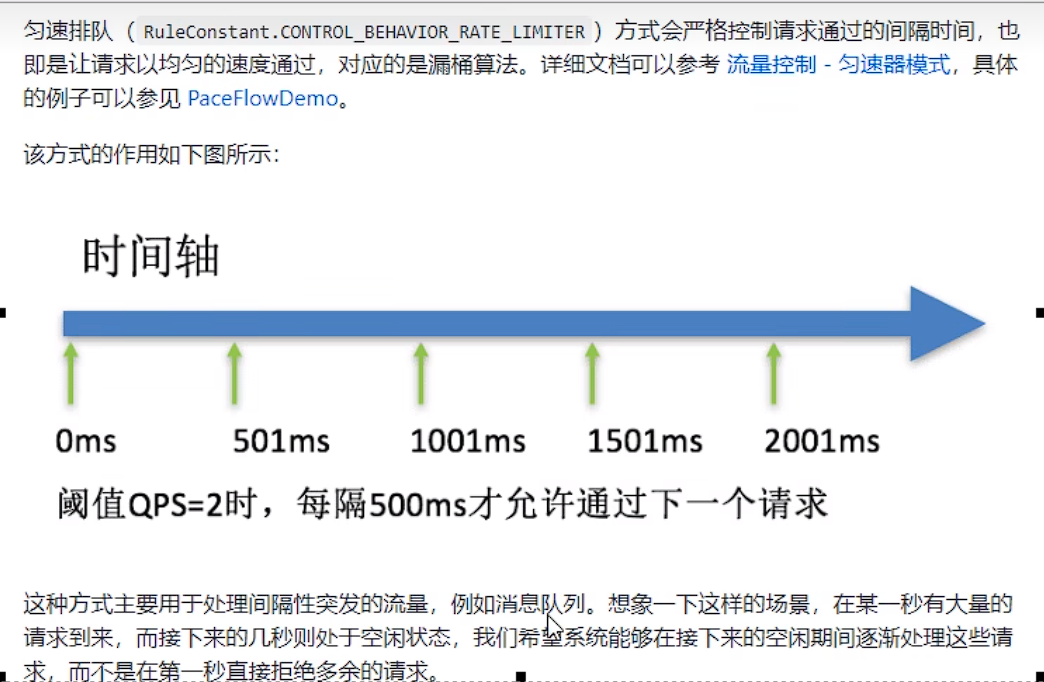 匀速排队（RuleConstant.CONTROL_BEHAVIOR_RATE_LIMITER）方式会严格控制请求通过的间隔时间，也
即是让请求以均匀的速度通过，对应的是漏桶算法。详细文档可以参考 流量控制 - 匀速器模式，具体
的例子可以参见 PaceFlowDemo。
该方式的作用如下图所示：
时间轴
0ms 501ms 1001ms 1501ms 2001ms
阈值QPS=2时，每隔500ms才允许通过下一个请求
这种方式主要用于处理间隔性突发的流量，例如消息队列。想象一下这样的场景，在某一秒有大量的
请求到来，而接下来的几秒则处于空闲状态，我们希望系统能够在接下来的空闲期间逐渐处理这些请
求，而不是在第一秒直接拒绝多余的请求。